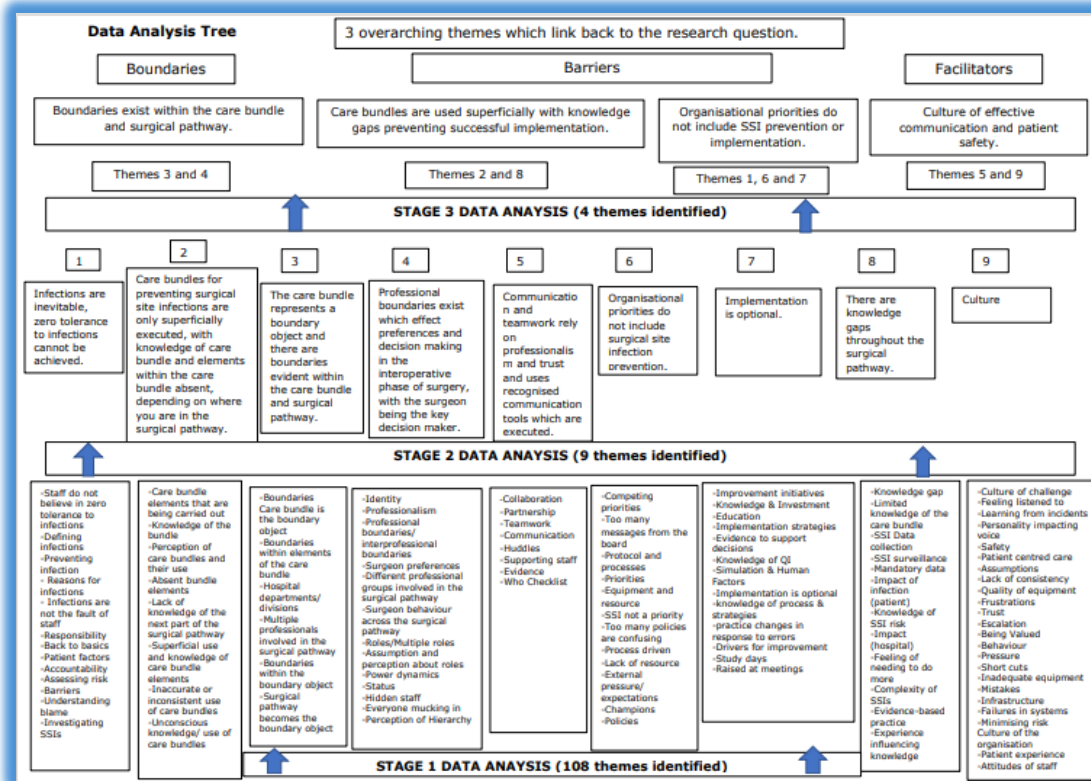 Data Analysis Tree
3 overarching themes which link back to the research question.
Boundaries
Barriers
Facilitators
Boundaries exist within the care bundle
and surgical pathway.
Care bundles are used superficially with knowledge
gaps preventing successful implementation.
Organisational priorities do
not include SSI prevention or
implementation.
Culture of effective
communication and patient
safety.
Themes 3 and 4
Themes 2 and 8
Themes 1, 6 and 7
Themes 5 and 9
STAGE 3 DATA ANAYSIS (4 themes identified)
1
Infections are
inevitable,
zero tolerance
to infections
cannot be
achieved.
2
Care bundles for
preventing surgical
site infections are
only superficially
executed, with
knowledge of care
bundle and elements
within the care
bundle absent,
depending on where
you are in the
surgical pathway.
3
The care bundle
represents a
boundary object
and there are
boundaries
evident within
the care bundle
and surgical
pathway.
4
Professional
boundaries exist
which effect
preferences and
decision making
in the
interoperative
phase of surgery,
with the surgeon
being the key
decision maker.
5
Communicatio
n and
teamwork rely
on
professionalis
m and trust
and uses
recognised
communication
tools which are
executed.
6
Organisational
priorities do
not include
surgical site
infection
prevention.
7
Implementation
is optional.
8
There are
knowledge
gaps
throughout the
surgical
pathway.
9
Culture
STAGE 2 DATA ANAYSIS (9 themes identified)
-Staff do not
believe in zero
tolerance to
infections
-Defining
infections
-Preventing
infection
- Reasons for
infections
- Infections are
not the fault of
staff
-Responsibility
-Back to basics
-Patient factors
-Accountability
-Assessing risk
-Barriers
-Understanding
blame
-Investigating
SSIs
-Care bundle
elements that are
being carried out
-Knowledge of the
bundle
-Perception of
care bundles and
their use
-Absent bundle
elements
-Lack of
knowledge of the
next part of the
surgical pathway
-Superficial use
and knowledge of
care bundle
elements
-Inaccurate or
inconsistent use
of care bundles
-Unconscious
knowledge/ use of
care bundles
-Boundaries
Care bundle is
the boundary
object
-Boundaries
within elements
of the care
bundle
-Hospital
departments/
divisions
-Multiple
professionals
involved in the
surgical pathway
-Boundaries
within the
boundary object
-Surgical
pathway
becomes the
boundary object
-Identity
-Professionalism
-Professional
boundaries/
interprofessional
boundaries
-Surgeon preferences
-Different professional
groups involved in the
surgical pathway
-Surgeon behaviour
across the surgical
pathway
-Roles/Multiple roles
-Assumption and
perception about roles
-Power dynamics
-Status
-Hidden staff
-Everyone mucking in
-Perception of Hierarchy
-Collaboration
-Partnership
-Teamwork
-Communication
-Huddles
-Supporting staff
-Evidence
-Who Checklist
-Competing
priorities
-Too many
messages from the
board
-Protocol and
processes
-Priorities
-Equipment and
resource
-SSI not a priority
-Too many policies
are confusing
-Process driven
-Lack of resource
-External
pressure/
expectations
-Champions
-Policies
-Improvement initiatives
-Knowledge & Investment
-Education
-Implementation strategies
-Evidence to support
decisions
-Knowledge of QI
-Simulation & Human
Factors
-Implementation is optional
-knowledge of process &
strategies
-practice changes in
response to errors
-Drivers for improvement
-Study days
-Raised at meetings
-Knowledge gap
-Limited
knowledge of the
care bundle
-SSI Data
collection
-SSI surveillance
-Mandatory data
-Impact of
infection
(patient)
-Knowledge of
SSI risk
-Impact
(hospital)
-Feeling of
needing to do
more
-Complexity of
SSIs
-Evidence-based
practice
-Experience
influencing
knowledge
-Culture of challenge
-Feeling listened to
-Learning from incidents
-Personality impacting
voice
-Safety
-Patient centred care
-Assumptions
-Lack of consistency
-Quality of equipment
-Frustrations
-Trust
-Escalation
-Being Valued
-Behaviour
-Pressure
-Short cuts
-Inadequate equipment
-Mistakes
-Infrastructure
-Failures in systems
-Minimising risk
Culture of the
organisation
-Patient experience
-Attitudes of staff
STAGE 1 DATA ANALYSIS (108 themes identified)